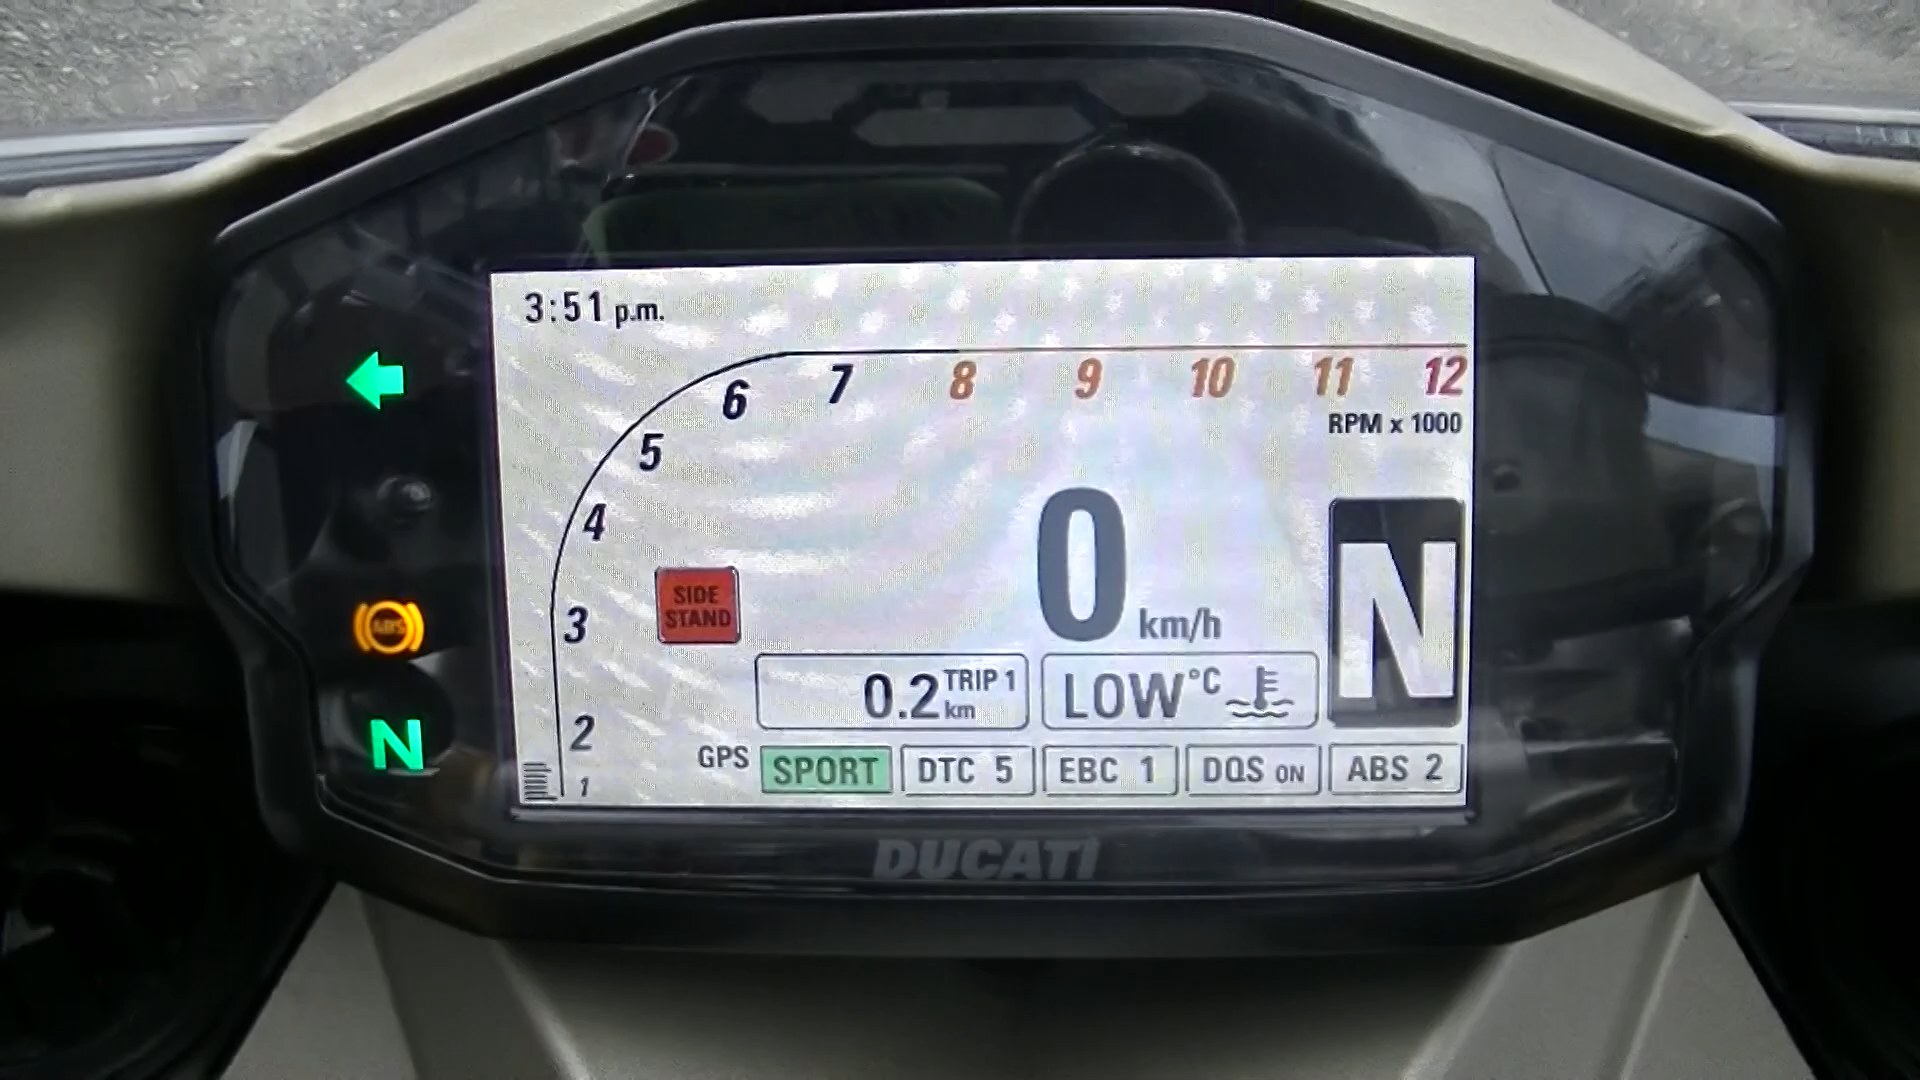 3:51 p.m.
6 7 8 9 10 11 12
RPM x 1000
5
4
3
2
1
SIDE
STAND
0 km/h
N
0.2 TRIP 1
km
LOW °C
GPS SPORT DTC 5 EBC 1 DQS ON ABS 2
ABS
N
DUCATI